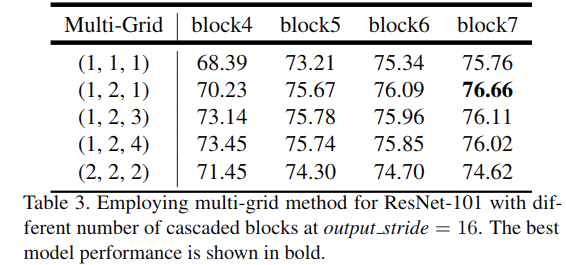 Multi-Grid block4 block5 block6 block7
(1, 1, 1) 68.39 73.21 75.34 75.76
(1, 2, 1) 70.23 75.67 76.09 76.66
(1, 2, 3) 73.14 75.78 75.96 76.11
(1, 2, 4) 73.45 75.74 75.85 76.02
(2, 2, 2) 71.45 74.30 74.70 74.62
Table 3. Employing multi-grid method for ResNet-101 with dif-
ferent number of cascaded blocks at output_stride = 16. The best
model performance is shown in bold.